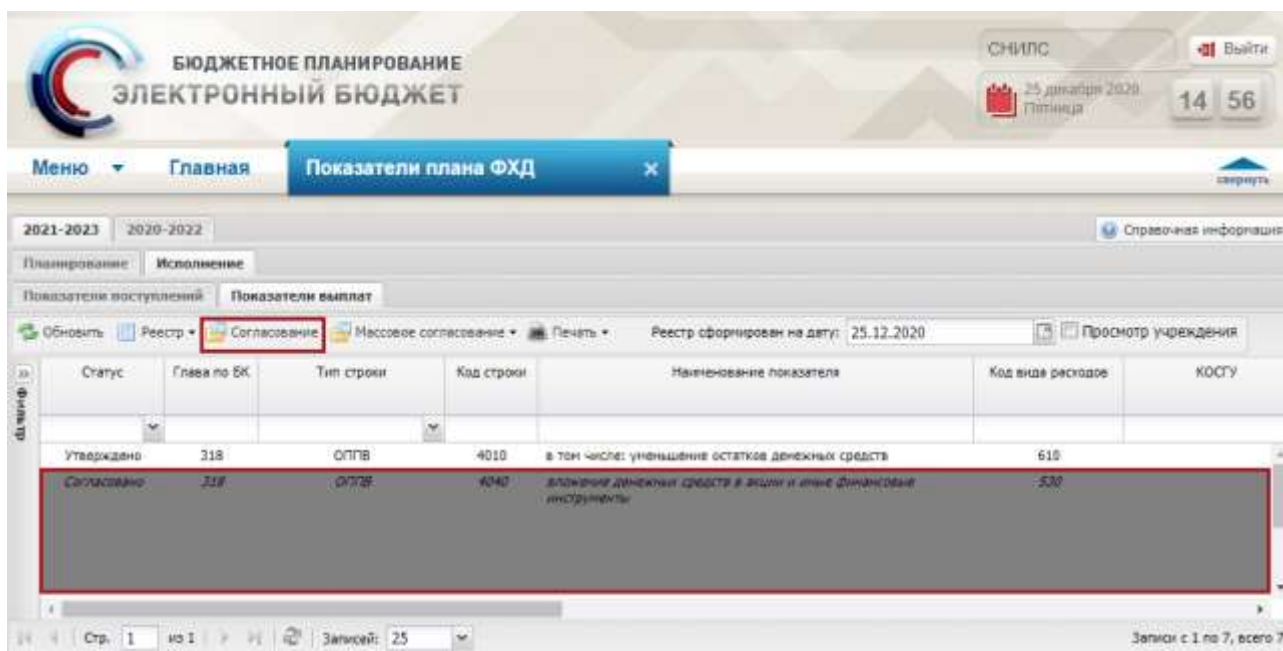 БЮДЖЕТНОЕ ПЛАНИРОВАНИЕ
ЭЛЕКТРОННЫЙ БЮДЖЕТ
СНИЛС
Выйти
25 декабря 2020
Пятница
14 56
Меню Главная Показатели плана ФХД
свернуть
2021-2023 2020-2022 Справочная информация
Планирование Исполнение
Показатели поступлений Показатели выплат
Обновить Реестр Согласование Массовое согласование Печать Реестр сформирован на дату: 25.12.2020 Просмотр учреждения
Фильтр
Статус Глава по БК Тип строки Код строки Наименование показателя Код вида расходов КОСГУ
Утверждено 318 ОППВ 4010 в том числе: уменьшение остатков денежных средств 610
Согласовано 318 ОППВ 4040 вложение денежных средств в акции и иные финансовые
инструменты
530
Стр. 1 из 1 Записей: 25 Записи с 1 по 7, всего 7